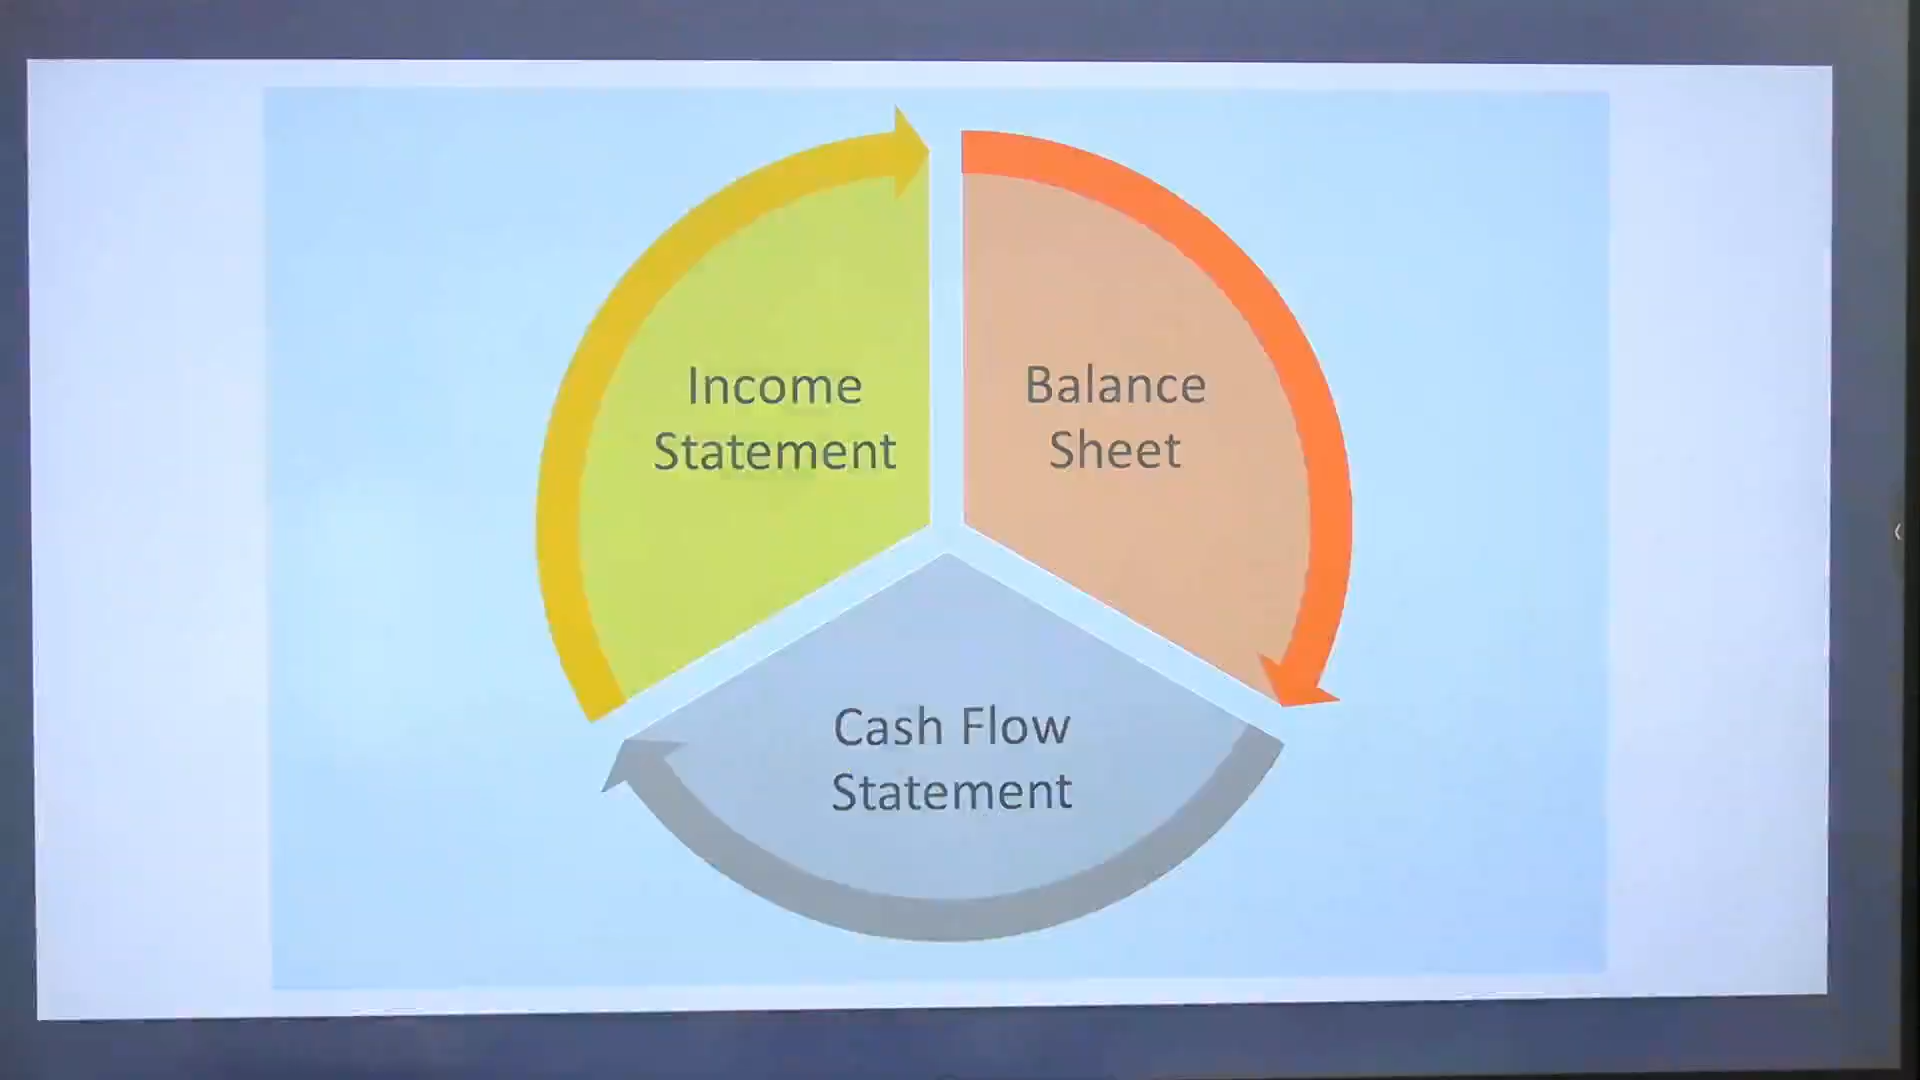 Income
Statement
Balance
Sheet
Cash Flow
Statement